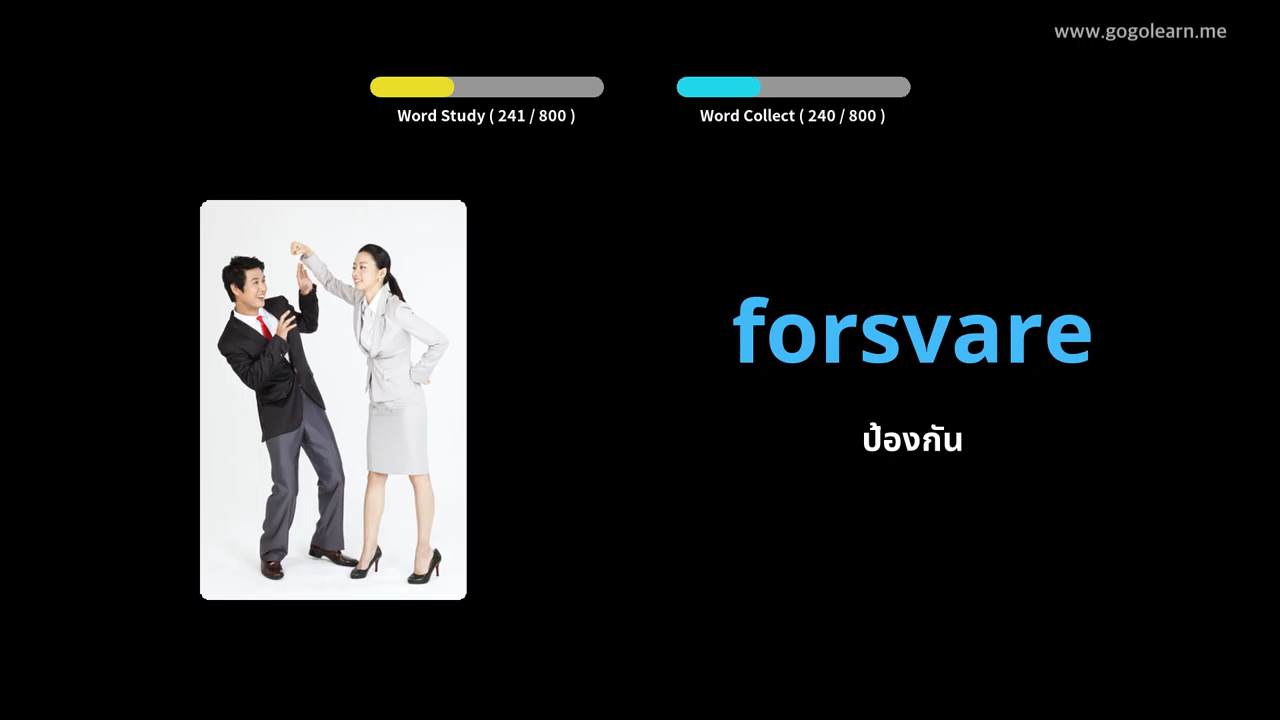 www.gogolearn.me
Word Study ( 241 / 800 )
Word Collect ( 240 / 800 )
forsvare
ป้องกัน